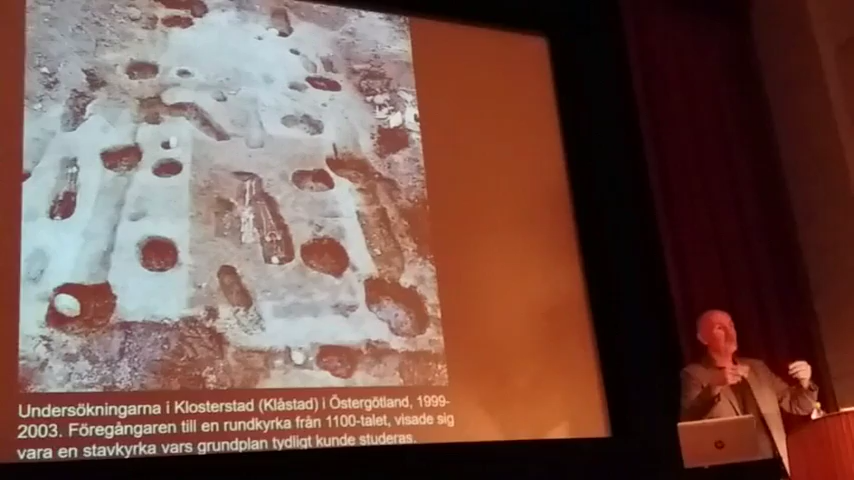 Undersökningarna i Klosterstad (Klåstad) i Östergötland, 1999-
2003. Föregångaren till en rundkyrka från 1100-talet, visade sig
vara en stavkyrka vars grundplan tydligt kunde studeras.